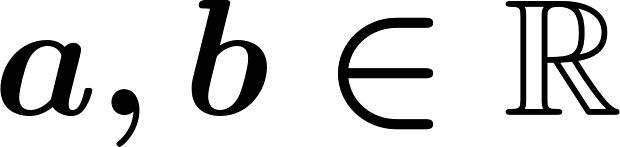 a, b ∈ ℝ